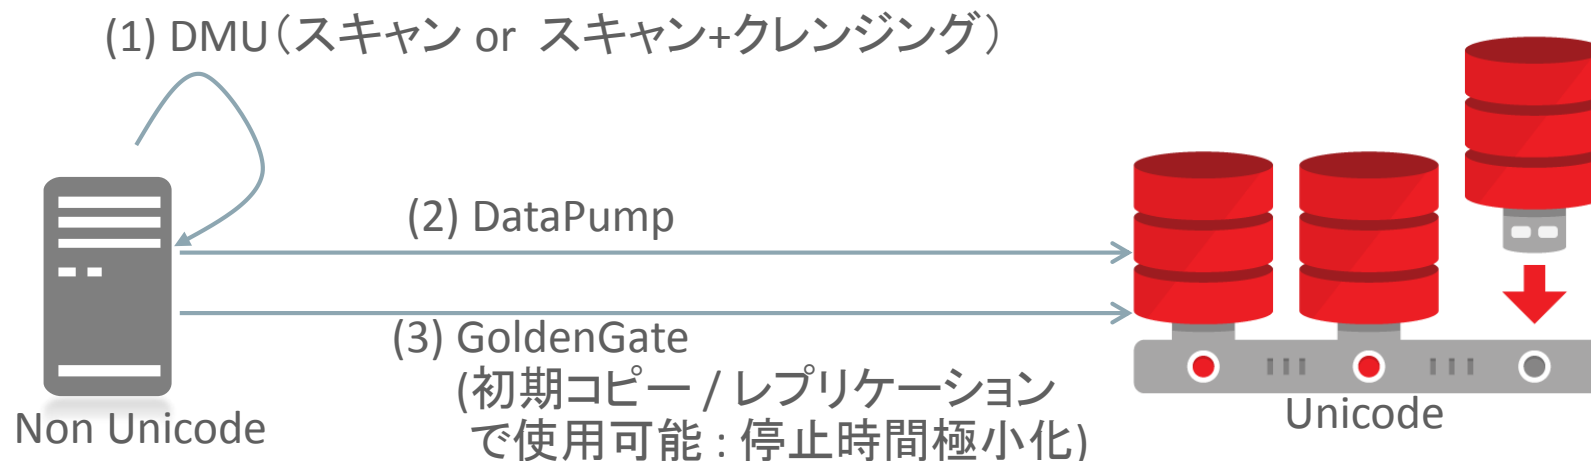 (1) DMU（スキャン or スキャン+クレンジング）
(2) DataPump
(3) GoldenGate
(初期コピー / レプリケーション
で使用可能 : 停止時間極小化)
Non Unicode
Unicode